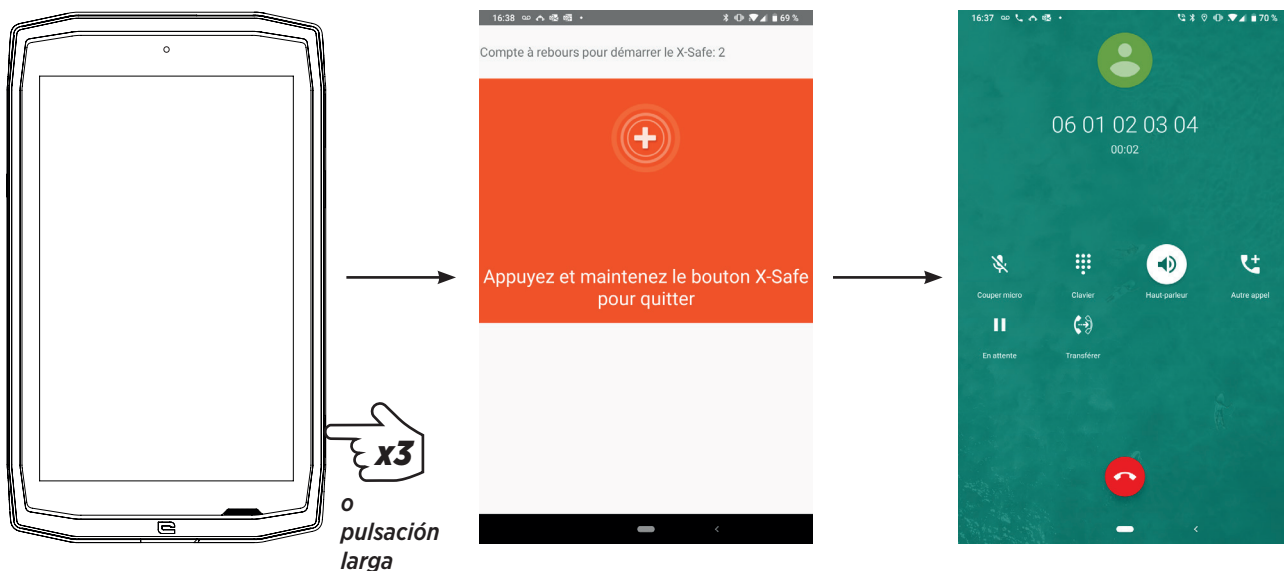 x3
o
pulsación
larga
16:38
69 %
Compte à rebours pour démarrer le X-Safe: 2
Appuyez et maintenez le bouton X-Safe
pour quitter
16:37
70 %
06 01 02 03 04
00:02
Couper micro
Clavier
Haut-parleur
Autre appel
En attente
Transférer